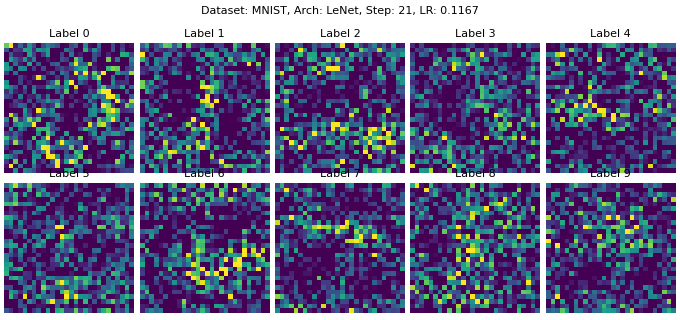 Dataset: MNIST, Arch: LeNet, Step: 21, LR: 0.1167
Label 0 Label 1 Label 2 Label 3 Label 4
Label 5 Label 6 Label 7 Label 8 Label 9